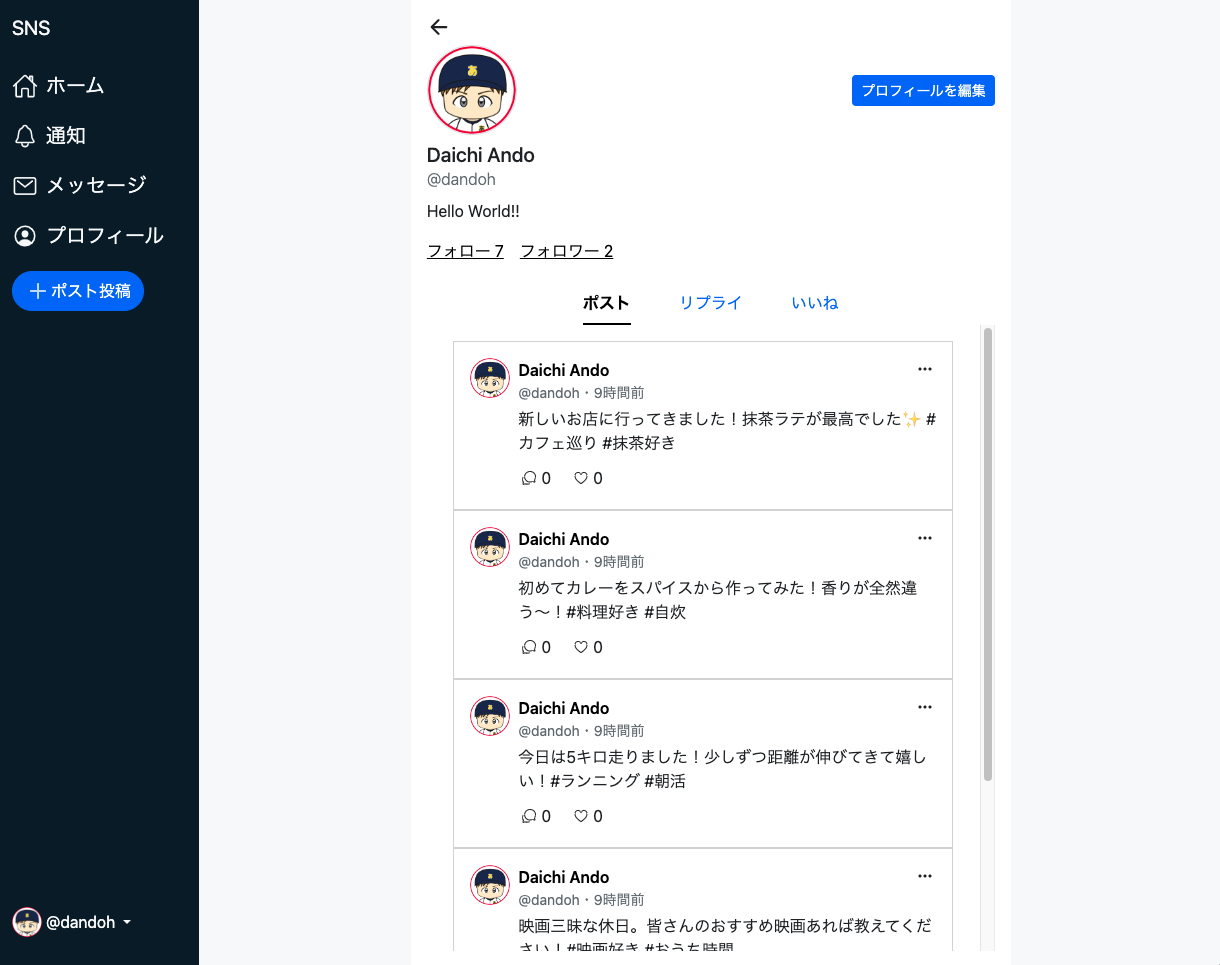 SNS
ホーム
通知
メッセージ
プロフィール
ポスト投稿
@dandoh
プロフィールを編集
Daichi Ando
@dandoh
Hello World!!
フォロー 7 フォロワー 2
ポスト リプライ いいね
Daichi Ando
@dandoh・9時間前
新しいお店に行ってきました！抹茶ラテが最高でした✨ #
カフェ巡り #抹茶好き
0 0
Daichi Ando
@dandoh・9時間前
初めてカレーをスパイスから作ってみた！香りが全然違
う〜！#料理好き #自炊
0 0
Daichi Ando
@dandoh・9時間前
今日は5キロ走りました！少しずつ距離が伸びてきて嬉し
い！#ランニング #朝活
0 0
Daichi Ando
@dandoh・9時間前
映画三昧な休日。皆さんのおすすめ映画あれば教えてくだ
さい！#映画好き #おうち時間